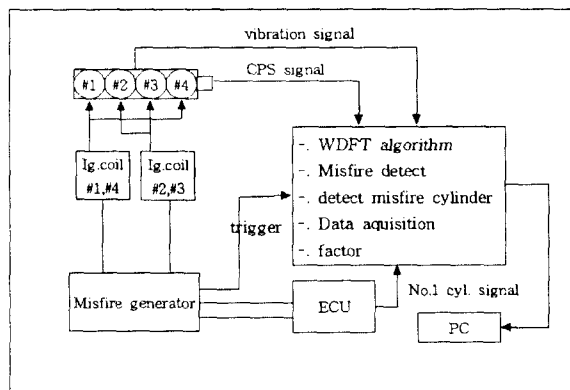 vibration signal
CPS signal
#1 #2 #3 #4
Ig.coil
#1,#4
Ig.coil
#2,#3
-. WDFT algorithm
-. Misfire detect
-. detect misfire cylinder
-. Data aquisition
-. factor
trigger
Misfire generator
ECU
No.1 cyl. signal
PC